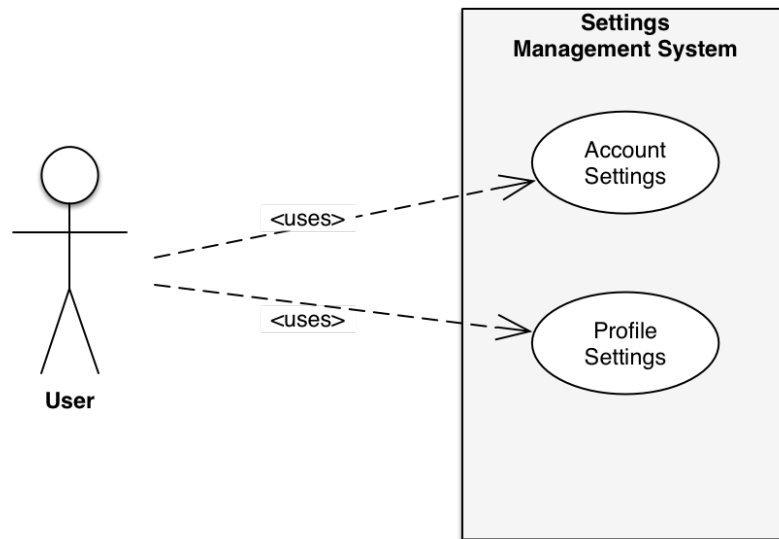 Settings
Management System
Account
Settings
<uses>
<uses>
Profile
Settings
User